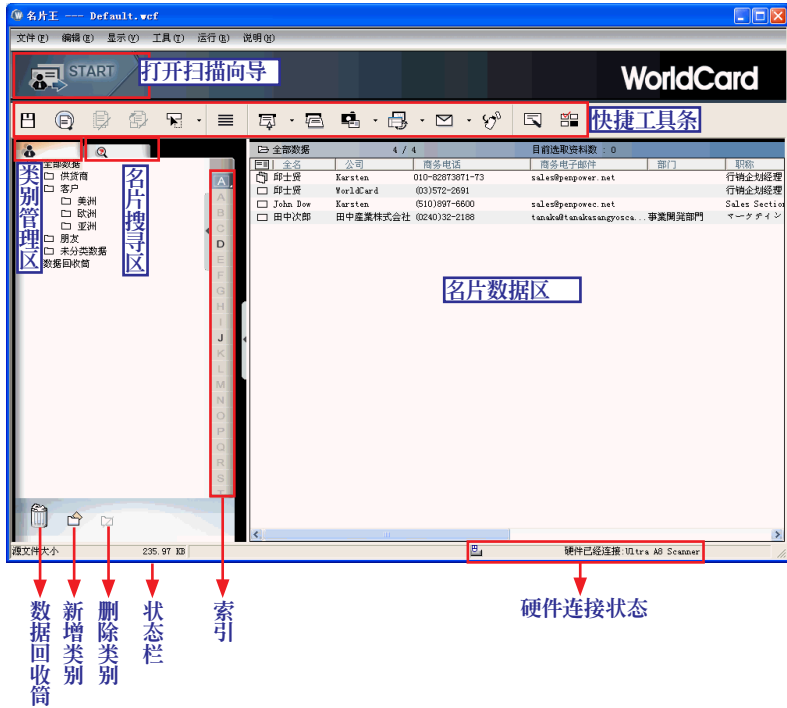 名片王 --- Default.wcf
文件(F) 编辑(E) 显示(V) 工具(T) 运行(R) 说明(H)
START
打开扫描向导
WorldCard
快捷工具条
全部数据 4 / 4 目前选取资料数 : 0
全名 公司 商务电话 商务电子邮件 部门 职称
邱士贤 Karsten 010-82873871-73 sales@penpower.net 行销企划经理
邱士贤 WorldCard (03)572-2691 行销企划经理
John Dow Karsten (510)897-6600 sales@penpowec.net Sales Section
田中次郎 田中産業株式会社 (0240)32-2188 tanaka@tanakasangyosca... 事業開発部門 マーケティン
名片数据区
类别管理区
名片搜寻区
全部数据
供货商
客户
美洲
欧洲
亚洲
朋友
未分类数据
数据回收筒
A
A
B
C
D
E
F
G
H
I
J
K
L
M
N
O
P
Q
R
S
T
源文件大小 235.97 KB 硬件已经连接:Ultra A8 Scanner
数据回收筒
新增类别
删除类别
状态栏
索引
硬件连接状态